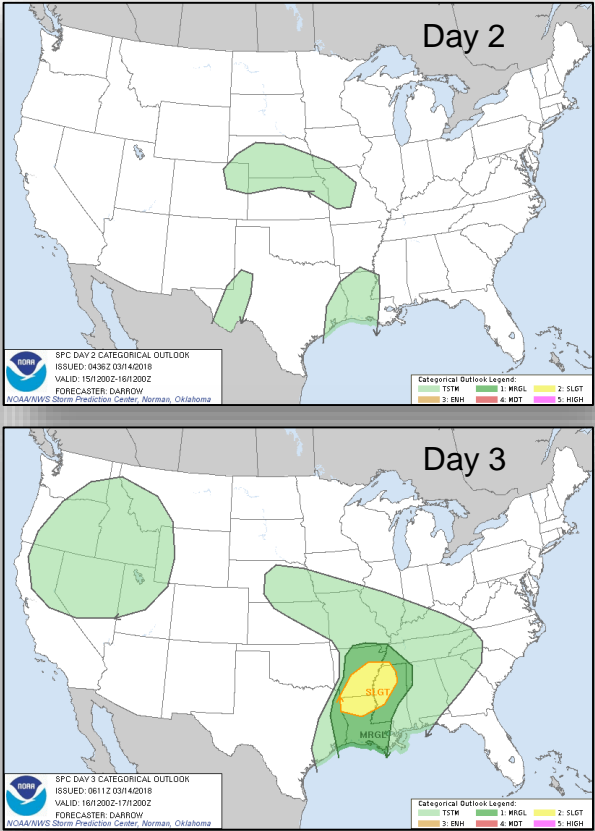 Day 2
NOAA
SPC DAY 2 CATEGORICAL OUTLOOK
ISSUED: 0436Z 03/14/2018
VALID: 15/1200Z-16/1200Z
FORECASTER: DARROW
NOAA/NWS Storm Prediction Center, Norman, Oklahoma
Categorical Outlook Legend:
TSTM 1: MRGL 2: SLGT
3: ENH 4: MDT 5: HIGH
Day 3
SLGT
MRGL
NOAA
SPC DAY 3 CATEGORICAL OUTLOOK
ISSUED: 0611Z 03/14/2018
VALID: 16/1200Z-17/1200Z
FORECASTER: DARROW
NOAA/NWS Storm Prediction Center, Norman, Oklahoma
Categorical Outlook Legend:
TSTM 1: MRGL 2: SLGT
3: ENH 4: MDT 5: HIGH